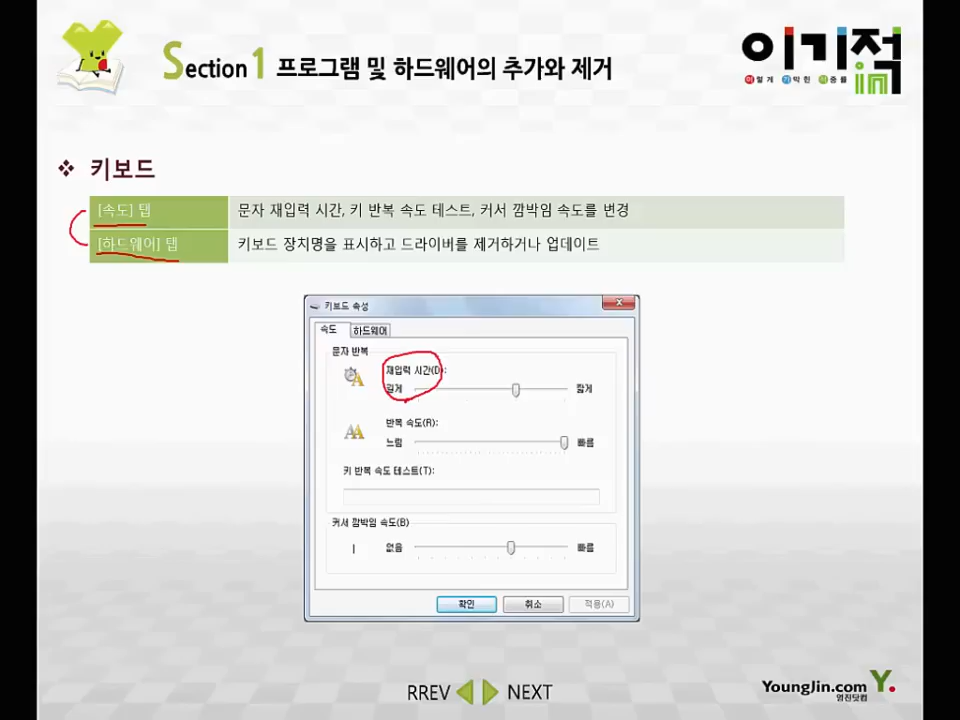 Section 1 프로그램 및 하드웨어의 추가와 제거
이기적in
이렇게 기막힌 적중률
❖ 키보드
[속도] 탭 문자 재입력 시간, 키 반복 속도 테스트, 커서 깜박임 속도를 변경
[하드웨어] 탭 키보드 장치명을 표시하고 드라이버를 제거하거나 업데이트
키보드 속성
속도 하드웨어
문자 반복
재입력 시간(D):
길게 짧게
반복 속도(R):
느림 빠름
키 반복 속도 테스트(T):
커서 깜박임 속도(B)
없음 빠름
확인 취소 적용(A)
RREV NEXT
YoungJin.com Y.
영진닷컴